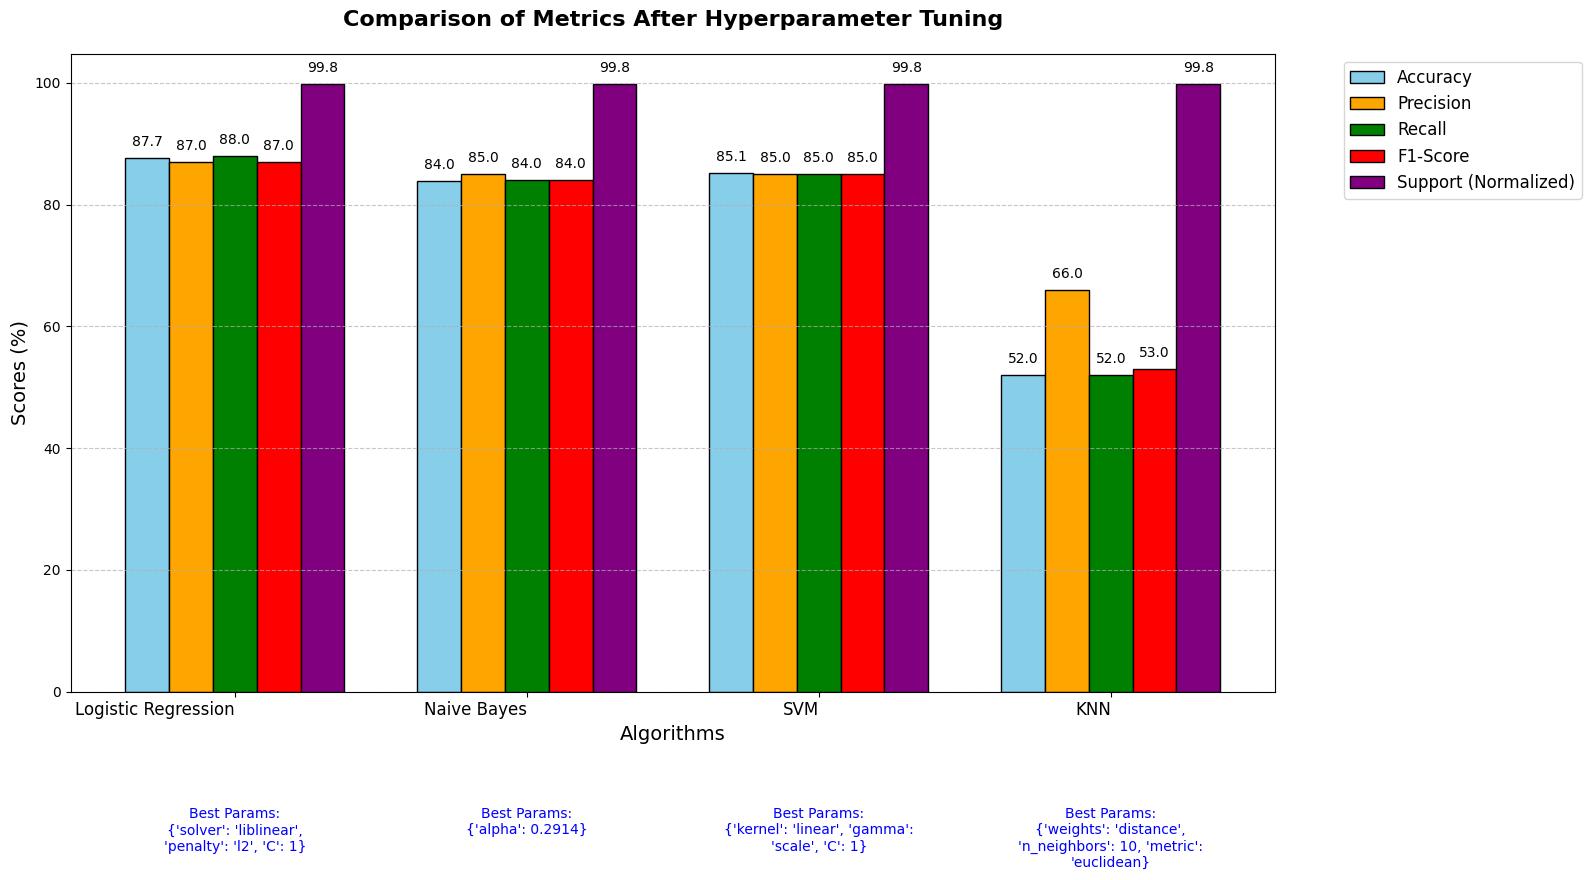 Comparison of Metrics After Hyperparameter Tuning
Scores (%)
100
80
60
40
20
0
87.7
87.0
88.0
87.0
99.8
84.0
85.0
84.0
84.0
99.8
85.1
85.0
85.0
85.0
99.8
52.0
66.0
52.0
53.0
99.8
Accuracy
Precision
Recall
F1-Score
Support (Normalized)
Logistic Regression
Naive Bayes
SVM
KNN
Algorithms
Best Params:
{'solver': 'liblinear',
'penalty': 'l2', 'C': 1}
Best Params:
{'alpha': 0.2914}
Best Params:
{'kernel': 'linear', 'gamma':
'scale', 'C': 1}
Best Params:
{'weights': 'distance',
'n_neighbors': 10, 'metric':
'euclidean}